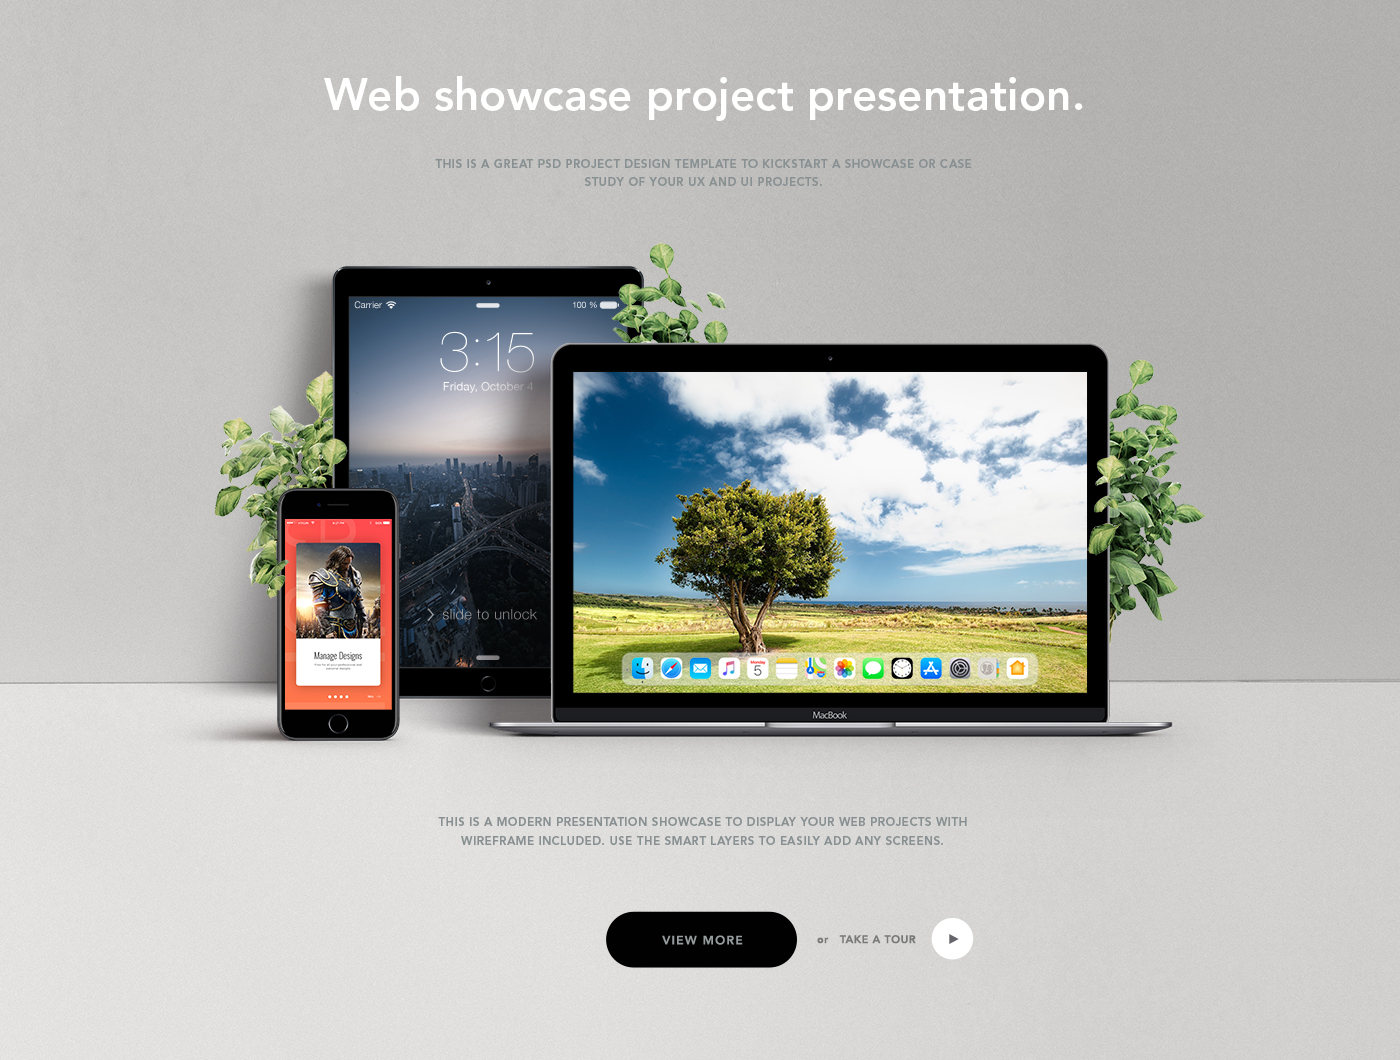 Web showcase project presentation.
THIS IS A GREAT PSD PROJECT DESIGN TEMPLATE TO KICKSTART A SHOWCASE OR CASE
STUDY OF YOUR UX AND UI PROJECTS.
Carrier 100 %
3:15
Friday, October 4
slide to unlock
Manage Designs
Monday
5
MacBook
THIS IS A MODERN PRESENTATION SHOWCASE TO DISPLAY YOUR WEB PROJECTS WITH
WIREFRAME INCLUDED. USE THE SMART LAYERS TO EASILY ADD ANY SCREENS.
VIEW MORE or TAKE A TOUR